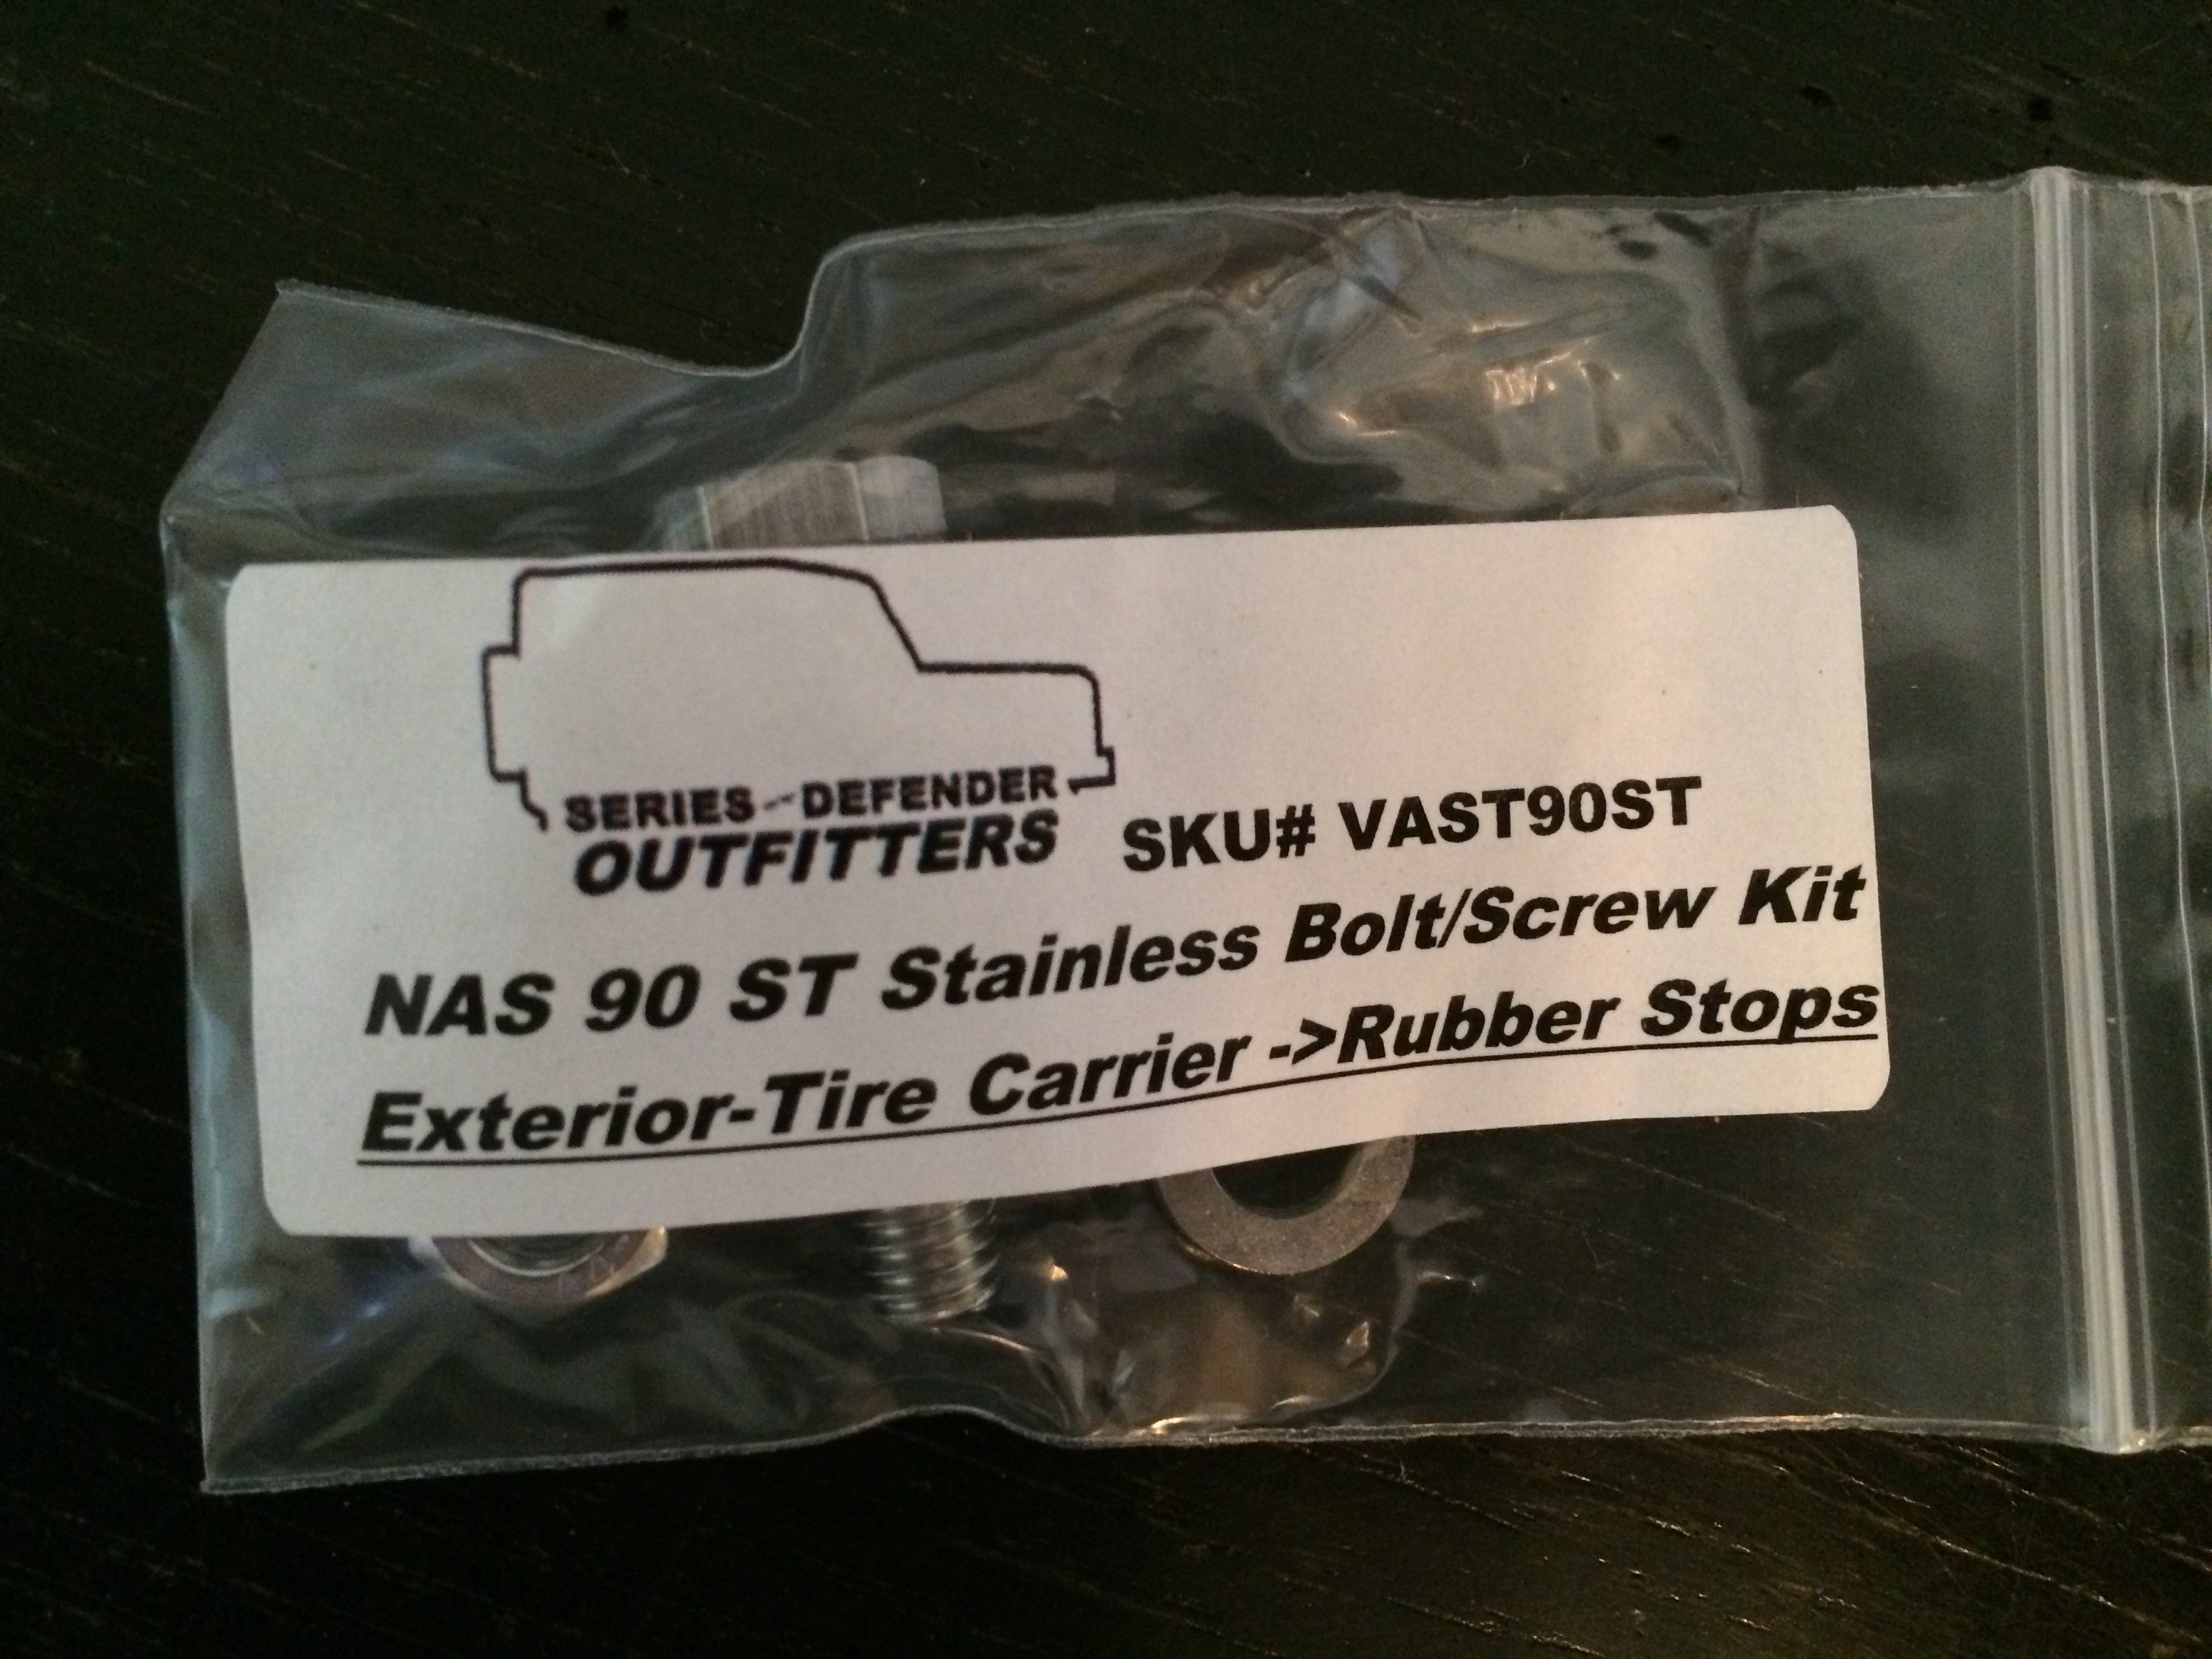 SERIES - DEFENDER
OUTFITTERS
SKU# VAST90ST
NAS 90 ST Stainless Bolt/Screw Kit
Exterior-Tire Carrier ->Rubber Stops